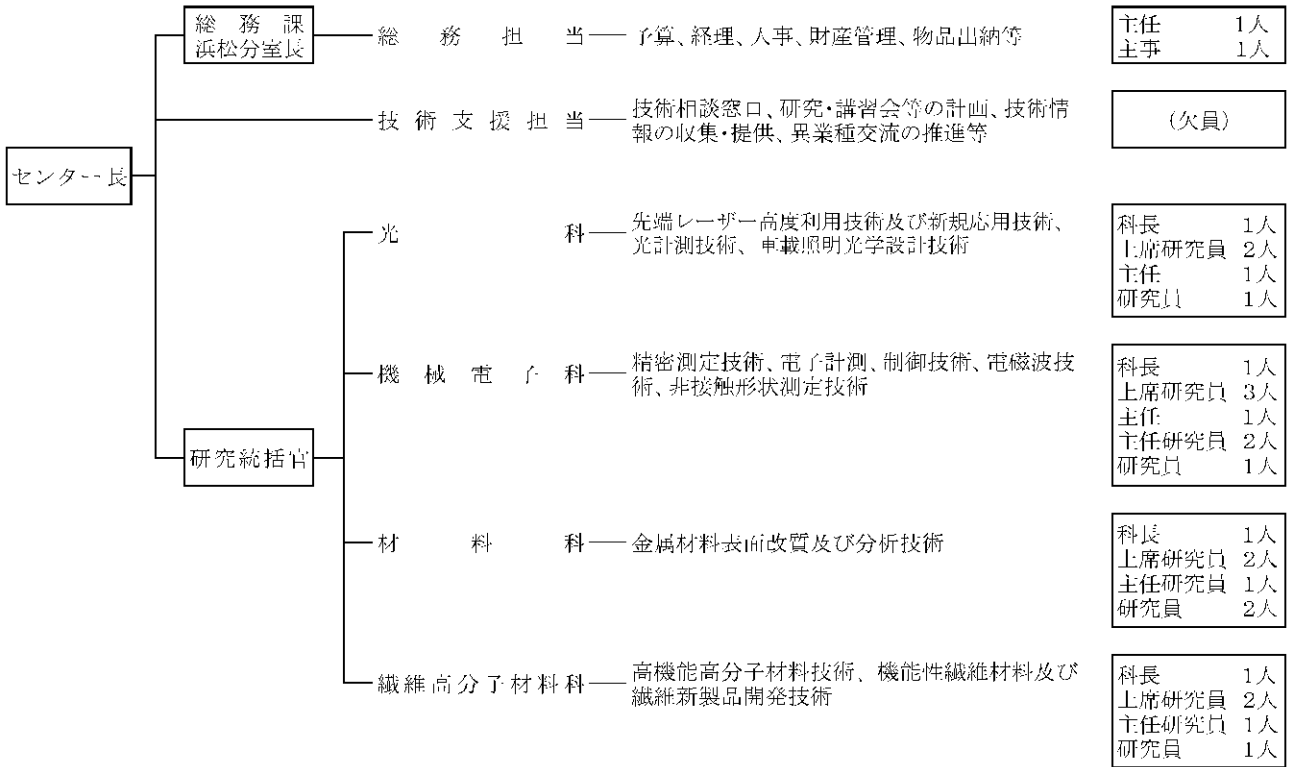 総務課
浜松分室長
総務担当
予算、経理、人事、財産管理、物品出納等
主任 1人
主事 1人
技術支援担当
技術相談窓口、研究・講習会等の計画、技術情
報の収集・提供、異業種交流の推進等
(欠員)
センター長
光科
先端レーザー高度利用技術及び新規応用技術、
光計測技術、車載照明光学設計技術
科長 1人
上席研究員 2人
主任 1人
研究員 1人
機械電子科
精密測定技術、電子計測、制御技術、電磁波技
術、非接触形状測定技術
科長 1人
上席研究員 3人
主任 1人
主任研究員 2人
研究員 1人
研究統括官
材料科
金属材料表面改質及び分析技術
科長 1人
上席研究員 2人
主任研究員 1人
研究員 2人
繊維高分子材料科
高機能高分子材料技術、機能性繊維材料及び
繊維新製品開発技術
科長 1人
上席研究員 2人
主任研究員 1人
研究員 1人